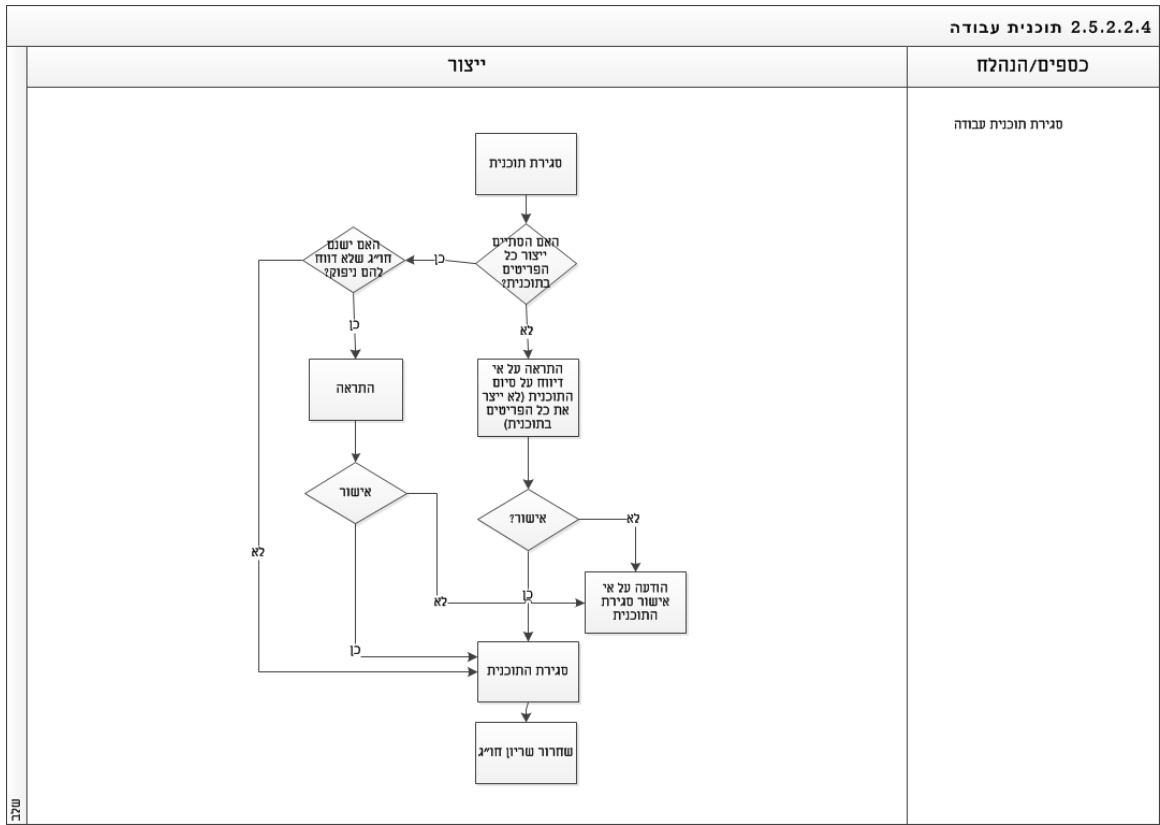 2.5.2.2.4 תוכנית עבודה
כספים/הנהלח
ייצור
סגירת תוכנית עבודה
סגירת תוכנית
האם הסתיים
ייצור כל
הפריטים
בתוכנית?
כן
האם ישנם
חו״ג שלא דווח
להם ניפוק?
לא
כן
התראה על אי
דיווח על סיום
התוכנית (לא ייצר
את כל הפריטים
בתוכנית)
התראה
אישור?
לא
אישור
לא
כן
הודעה על אי
אישור סגירת
התוכנית
לא
כן
כן
סגירת התוכנית
שחרור שריון חו״ג
שלב